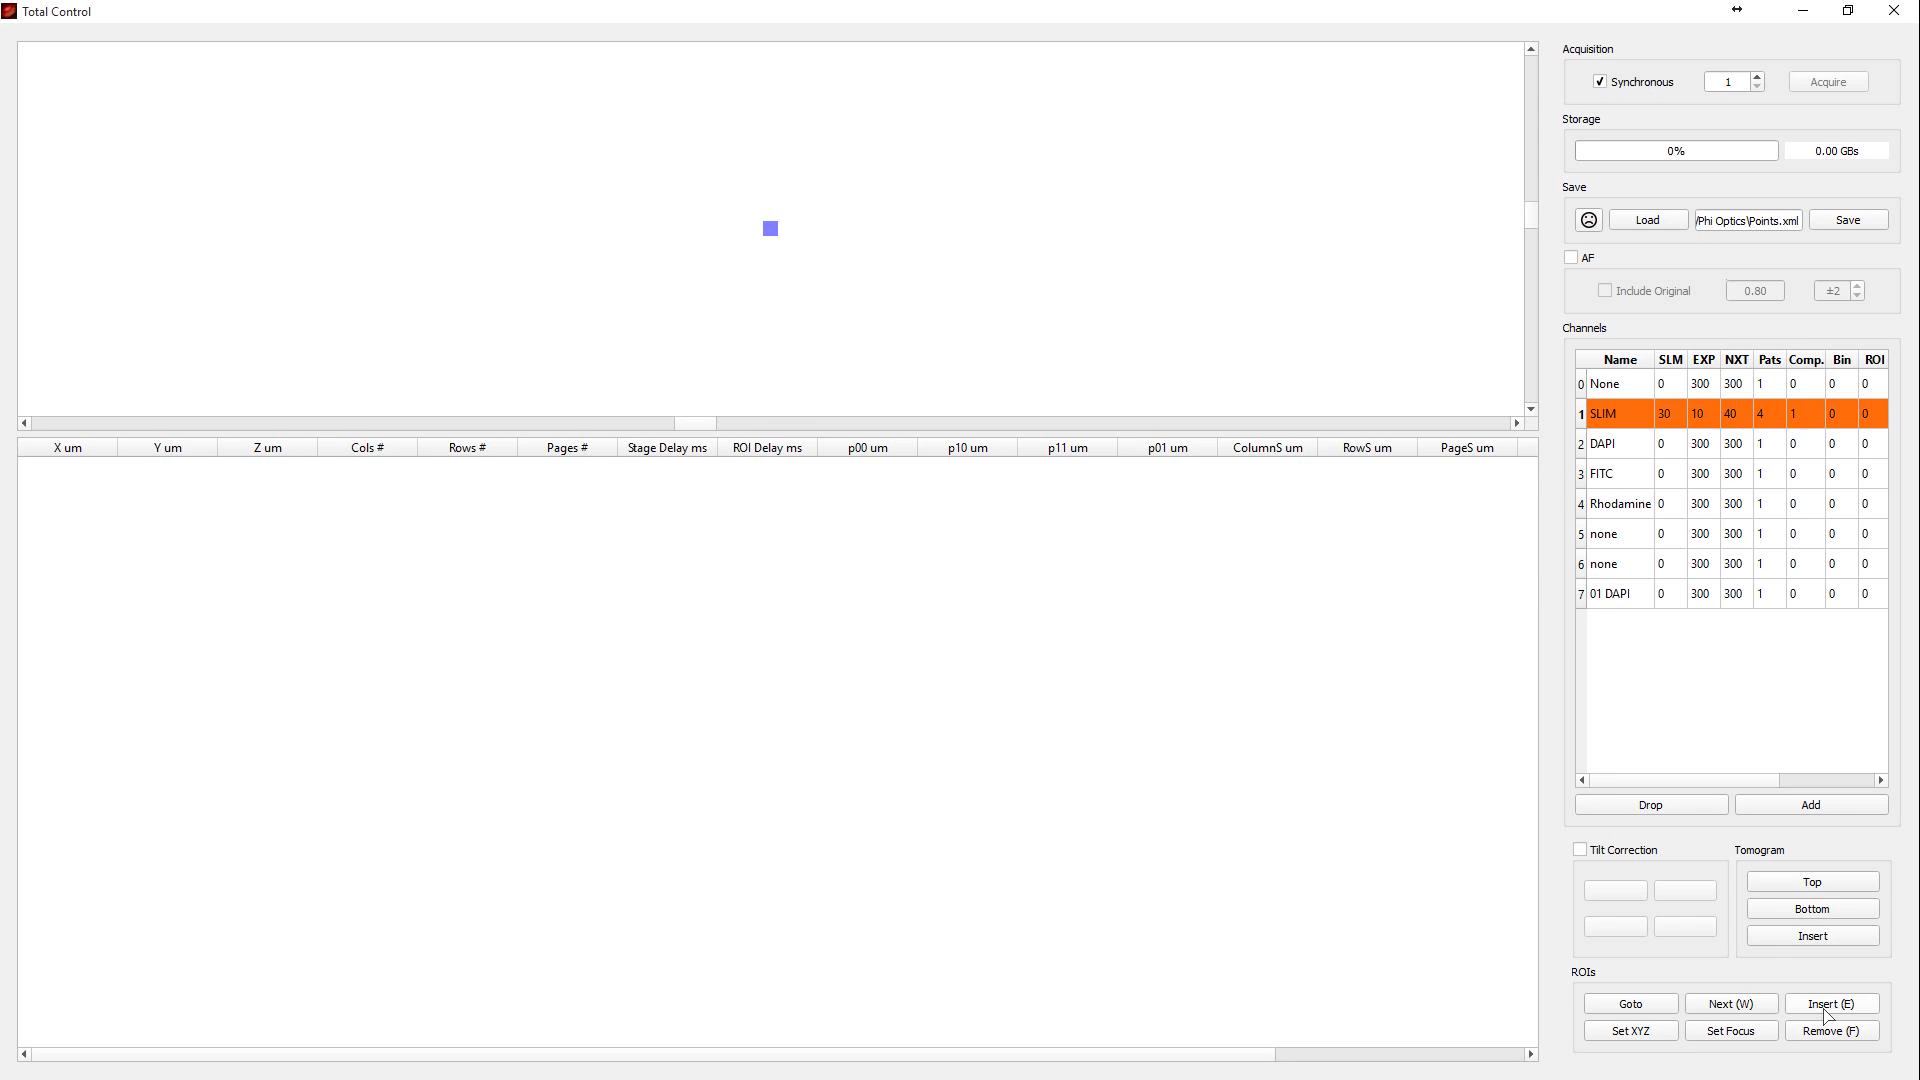 Total Control
Acquisition
Synchronous 1 Acquire
Storage
0% 0.00 GBs
Save
Load /Phi Optics\Points.xml Save
AF
Include Original 0.80 ±2
Channels
Name SLM EXP NXT Pats Comp. Bin ROI
0 None 0 300 300 1 0 0 0
1 SLIM 30 10 40 4 1 0 0
2 DAPI 0 300 300 1 0 0 0
3 FITC 0 300 300 1 0 0 0
4 Rhodamine 0 300 300 1 0 0 0
5 none 0 300 300 1 0 0 0
6 none 0 300 300 1 0 0 0
7 01 DAPI 0 300 300 1 0 0 0
Drop Add
X um Y um Z um Cols # Rows # Pages # Stage Delay ms ROI Delay ms p00 um p10 um p11 um p01 um ColumnS um RowS um PageS um
Tilt Correction
Tomogram
Top
Bottom
Insert
ROIs
Goto Next (W) Insert (E)
Set XYZ Set Focus Remove (F)